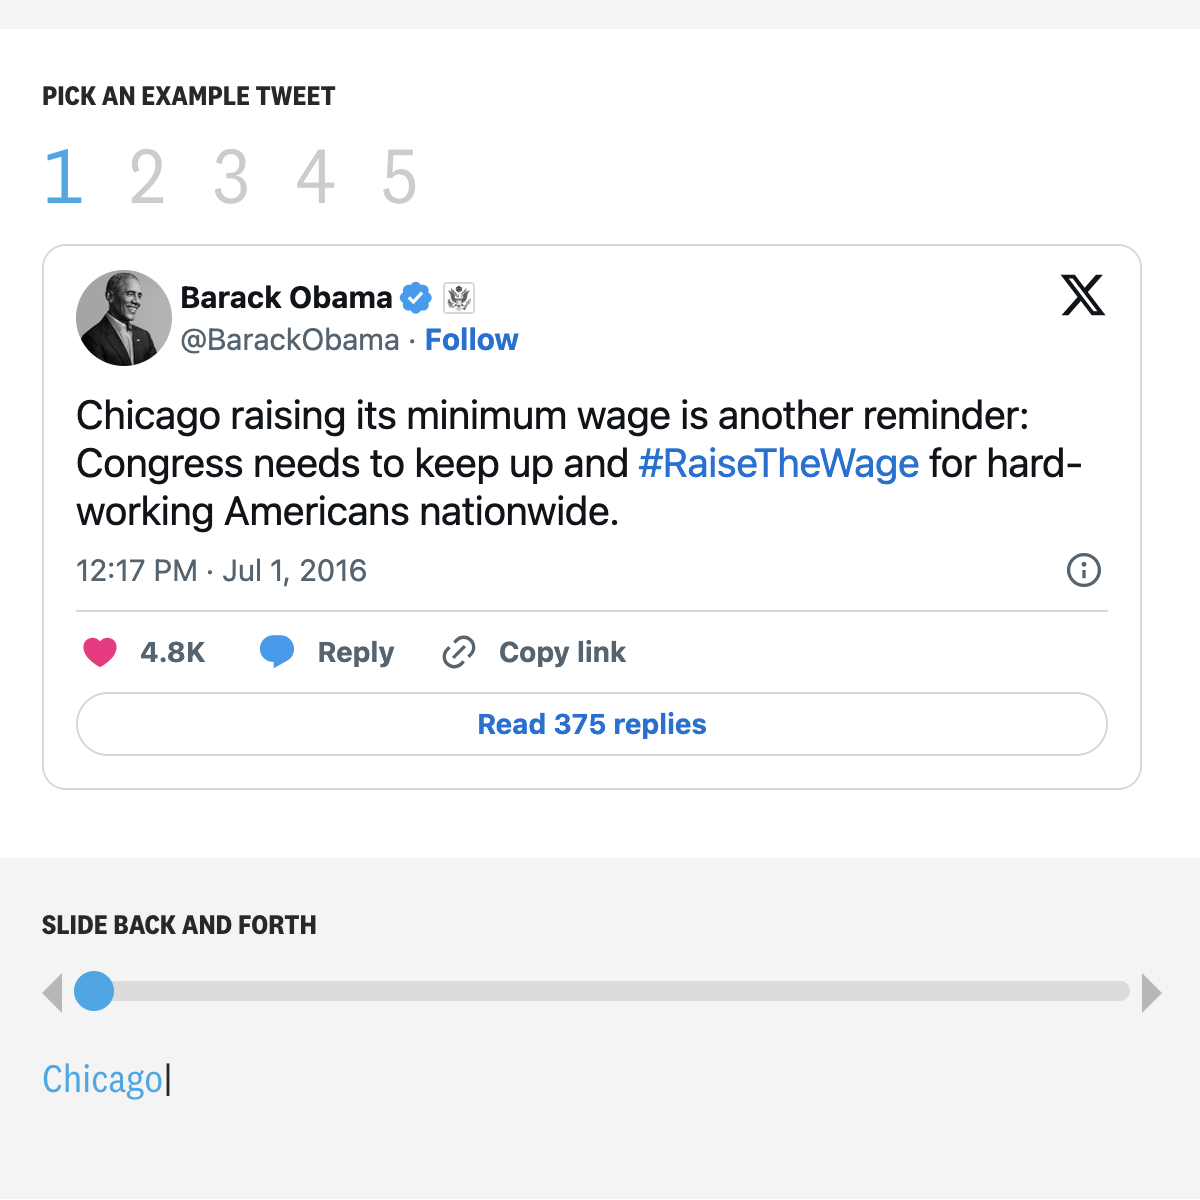 PICK AN EXAMPLE TWEET
1 2 3 4 5
Barack Obama
@BarackObama · Follow
Chicago raising its minimum wage is another reminder:
Congress needs to keep up and #RaiseTheWage for hard-
working Americans nationwide.
12:17 PM · Jul 1, 2016
4.8K Reply Copy link
Read 375 replies
SLIDE BACK AND FORTH
Chicago